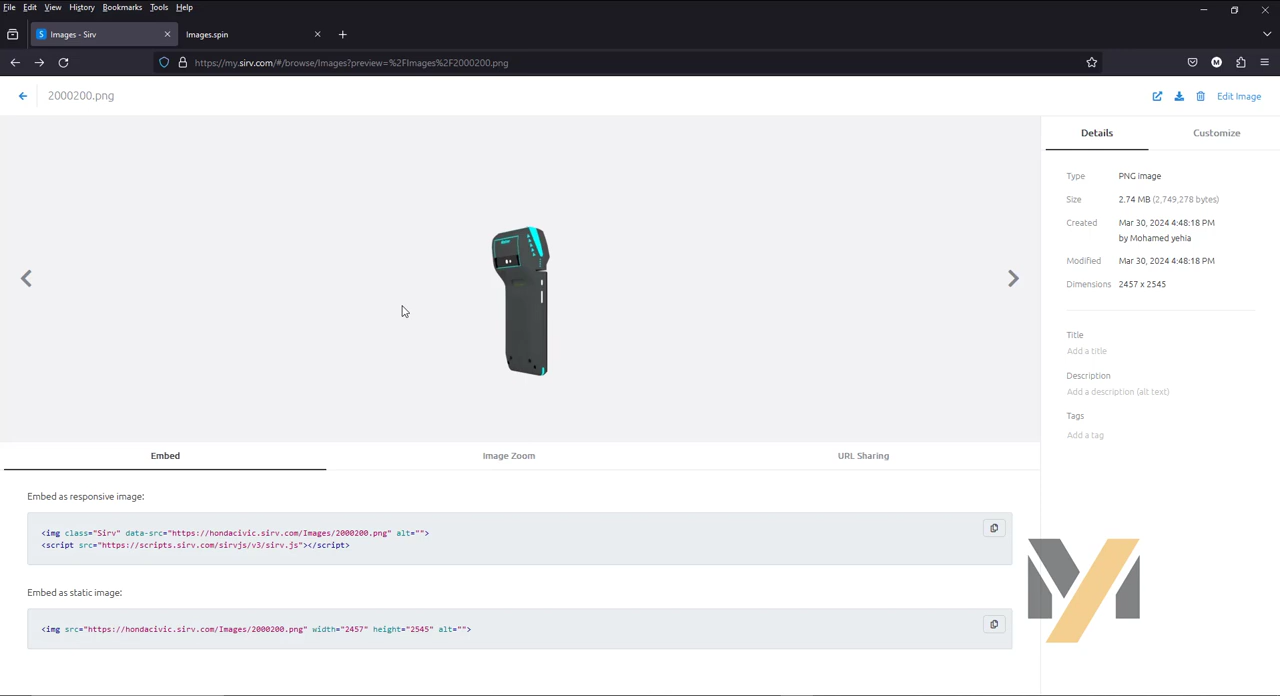 File Edit View History Bookmarks Tools Help
Images - Sirv
Images.spin
https://my.sirv.com/#/browse/Images?preview=%2FImages%2F2000200.png
2000200.png
Edit Image
Details Customize
Type PNG Image
Size 2.74 MB (2,749,278 bytes)
Created Mar 30, 2024 4:48:18 PM
by Mohamed yehia
Modified Mar 30, 2024 4:48:18 PM
Dimensions 2457 x 2545
Title
Add a title
Description
Add a description (alt text)
Tags
Add a tag
Embed Image Zoom URL Sharing
Embed as responsive image:
<img class="Sirv" data-src="https://hondacivic.sirv.com/Images/2000200.png" alt="">
<script src="https://scripts.sirv.com/sirvjs/v3/sirv.js"></script>
Embed as static image:
<img src="https://hondacivic.sirv.com/Images/2000200.png" width="2457" height="2545" alt="">